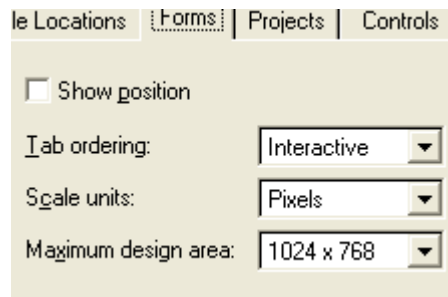 le Locations Forms Projects Controls
Show position
Tab ordering: Interactive
Scale units: Pixels
Maximum design area: 1024 x 768